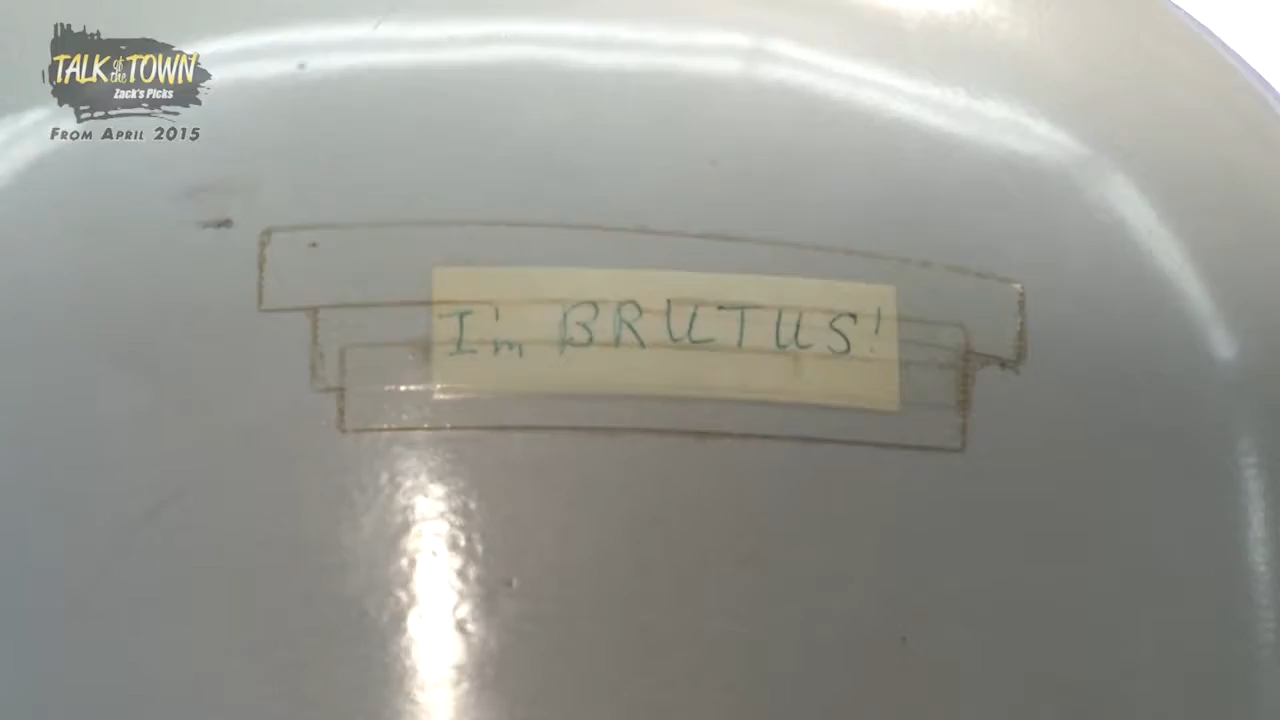 TALK of the TOWN
Zack's Picks
FROM APRIL 2015
I'm BRUTUS!